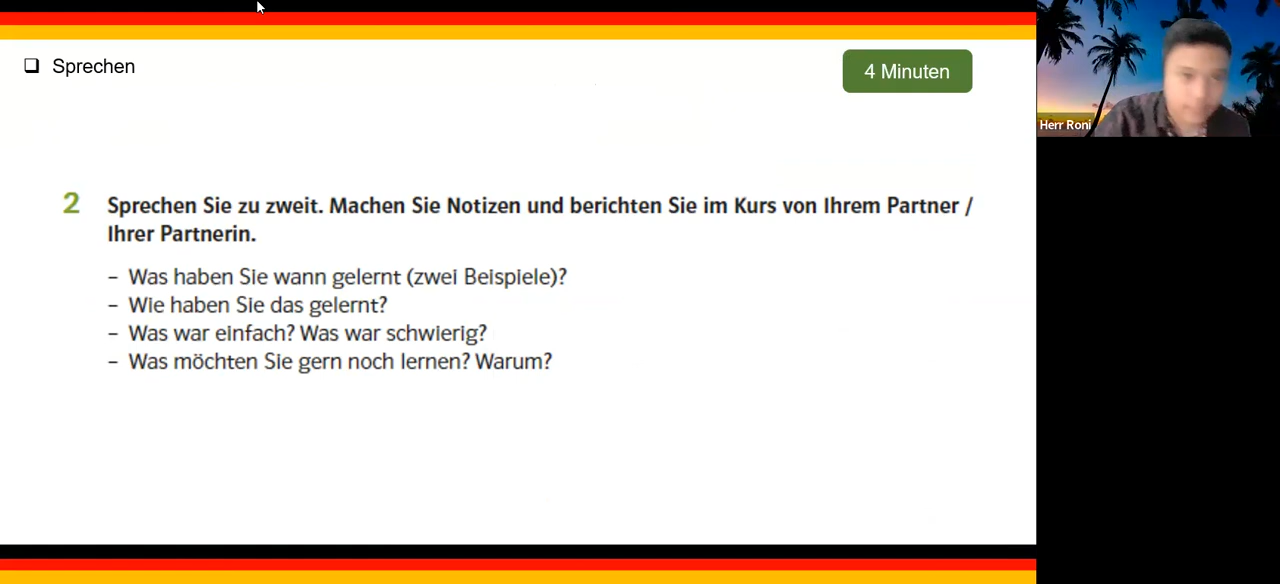 Sprechen
4 Minuten
2 Sprechen Sie zu zweit. Machen Sie Notizen und berichten Sie im Kurs von Ihrem Partner /
Ihrer Partnerin.
– Was haben Sie wann gelernt (zwei Beispiele)?
– Wie haben Sie das gelernt?
– Was war einfach? Was war schwierig?
– Was möchten Sie gern noch lernen? Warum?
Herr Roni